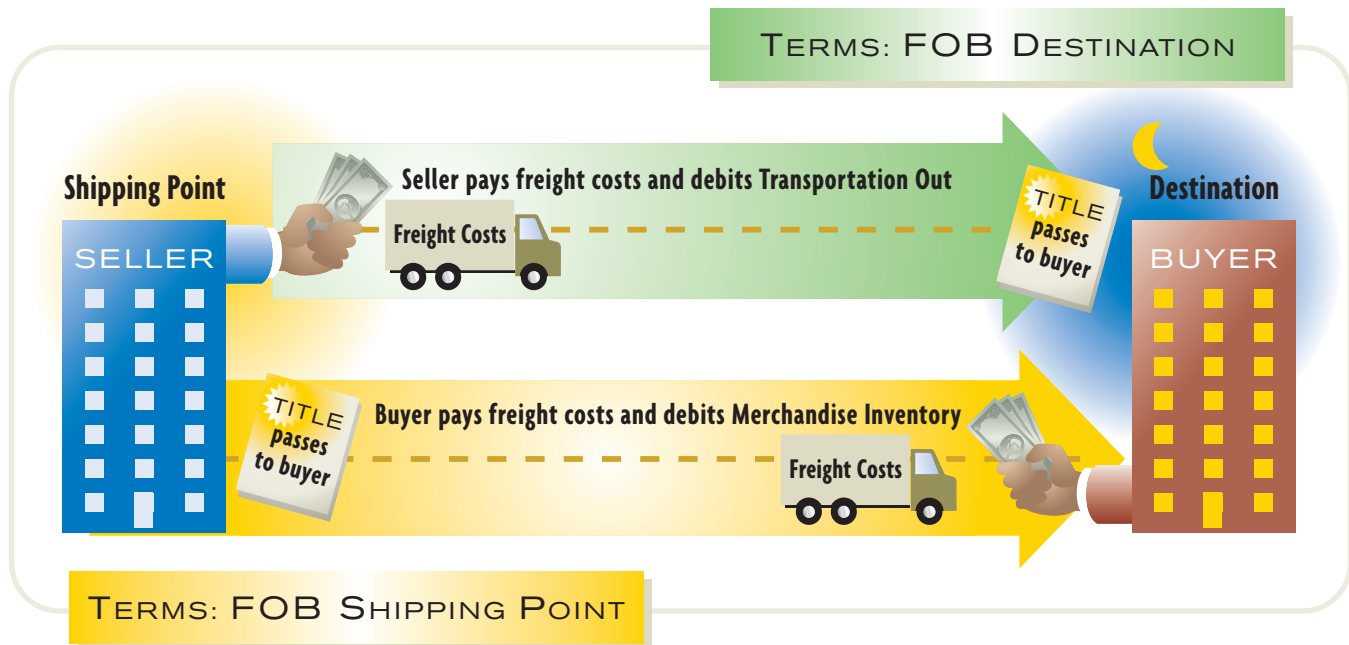 TERMS: FOB DESTINATION
Shipping Point
SELLER
Seller pays freight costs and debits Transportation Out
Freight Costs
TITLE
passes
to buyer
Destination
BUYER
TITLE
passes
to buyer
Buyer pays freight costs and debits Merchandise Inventory
Freight Costs
TERMS: FOB SHIPPING POINT